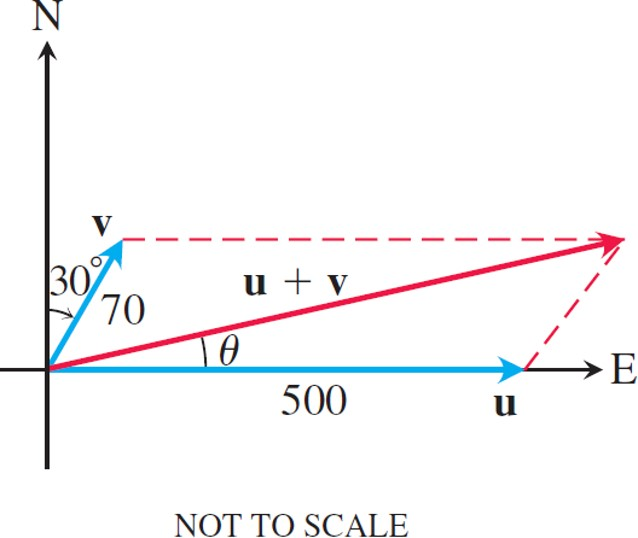 N
v
30°
70
u + v
θ
E
500
u
NOT TO SCALE